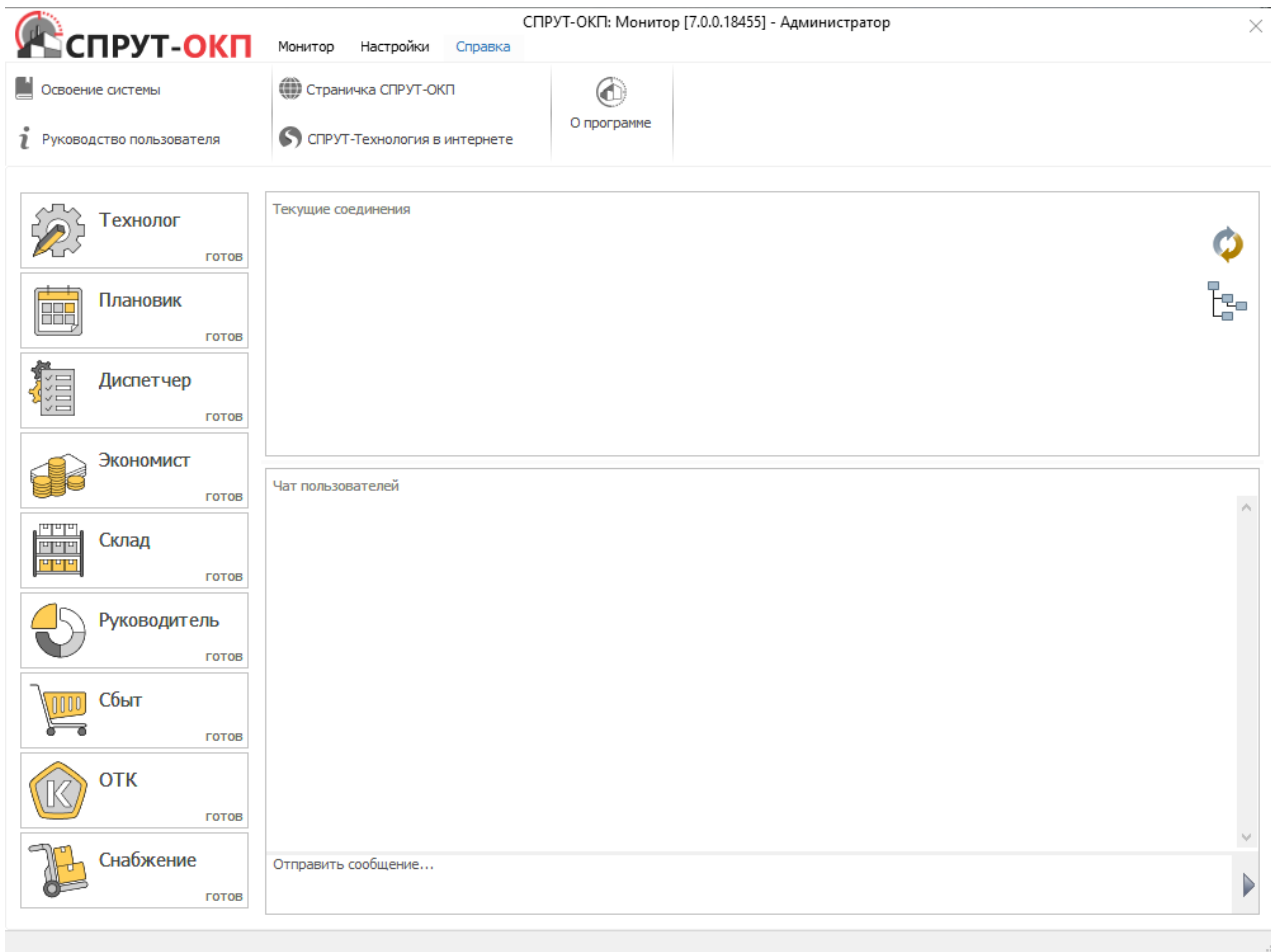 СПРУТ-ОКП: Монитор [7.0.0.18455] - Администратор
СПРУТ-ОКП
Монитор Настройки Справка
Освоение системы
Страничка СПРУТ-ОКП
Руководство пользователя
СПРУТ-Технология в интернете
О программе
Технолог
готов
Плановик
готов
Диспетчер
готов
Экономист
готов
Склад
готов
Руководитель
готов
Сбыт
готов
К
ОТК
готов
Снабжение
готов
Текущие соединения
Чат пользователей
Отправить сообщение...